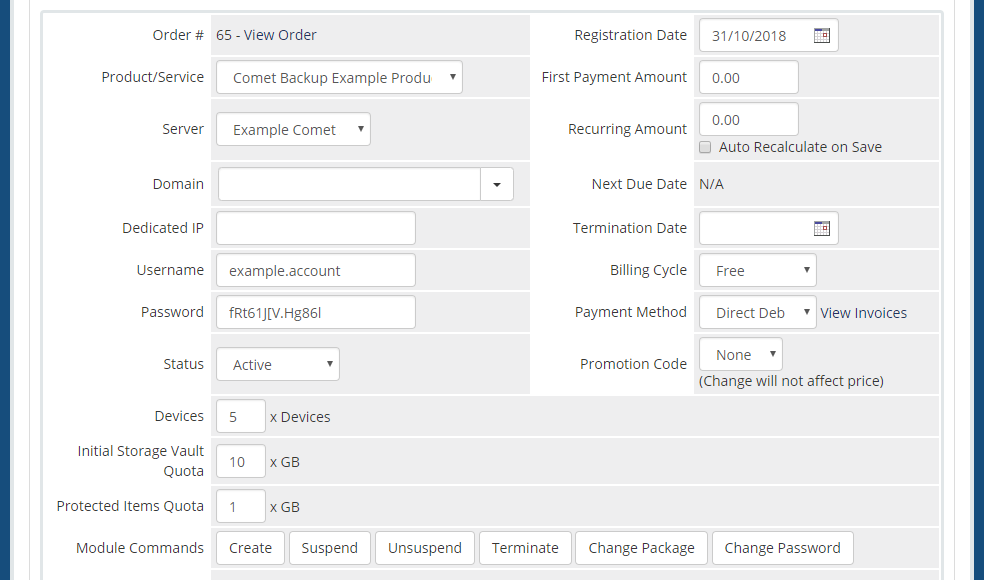 Order # 65 - View Order Registration Date 31/10/2018
Product/Service Comet Backup Example Produ First Payment Amount 0.00
Server Example Comet Recurring Amount 0.00
Auto Recalculate on Save
Domain Next Due Date N/A
Dedicated IP Termination Date
Username example.account Billing Cycle Free
Password fRt61J[V.Hg86l Payment Method Direct Deb View Invoices
Status Active Promotion Code None
(Change will not affect price)
Devices 5 x Devices
Initial Storage Vault
Quota 10 x GB
Protected Items Quota 1 x GB
Module Commands Create Suspend Unsuspend Terminate Change Package Change Password